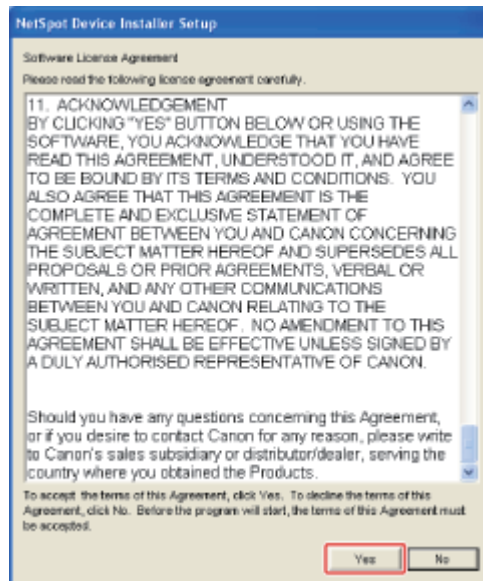 NetSpot Device Installer Setup
Software License Agreement
Please read the following license agreement carefully.
11. ACKNOWLEDGEMENT
BY CLICKING "YES" BUTTON BELOW OR USING THE
SOFTWARE, YOU ACKNOWLEDGE THAT YOU HAVE
READ THIS AGREEMENT, UNDERSTOOD IT, AND AGREE
TO BE BOUND BY ITS TERMS AND CONDITIONS. YOU
ALSO AGREE THAT THIS AGREEMENT IS THE
COMPLETE AND EXCLUSIVE STATEMENT OF
AGREEMENT BETWEEN YOU AND CANON CONCERNING
THE SUBJECT MATTER HEREOF AND SUPERSEDES ALL
PROPOSALS OR PRIOR AGREEMENTS, VERBAL OR
WRITTEN, AND ANY OTHER COMMUNICATIONS
BETWEEN YOU AND CANON RELATING TO THE
SUBJECT MATTER HEREOF. NO AMENDMENT TO THIS
AGREEMENT SHALL BE EFFECTIVE UNLESS SIGNED BY
A DULY AUTHORISED REPRESENTATIVE OF CANON.
Should you have any questions concerning this Agreement,
or if you desire to contact Canon for any reason, please write
to Canon's sales subsidiary or distributor/dealer, serving the
country where you obtained the Products.
To accept the terms of this Agreement, click Yes. To decline the terms of this
Agreement, click No. Before the program will start, the terms of this Agreement must
be accepted.
Yes No